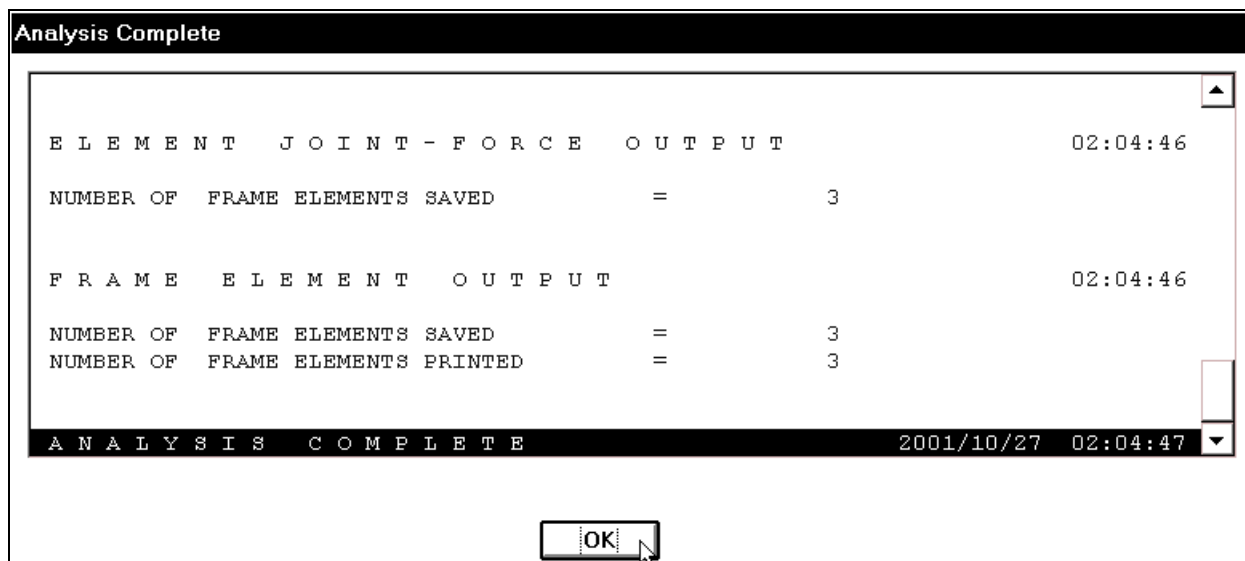 Analysis Complete
E L E M E N T   J O I N T - F O R C E   O U T P U T   02:04:46
NUMBER OF FRAME ELEMENTS SAVED = 3
F R A M E   E L E M E N T   O U T P U T   02:04:46
NUMBER OF FRAME ELEMENTS SAVED = 3
NUMBER OF FRAME ELEMENTS PRINTED = 3
A N A L Y S I S   C O M P L E T E   2001/10/27 02:04:47
OK